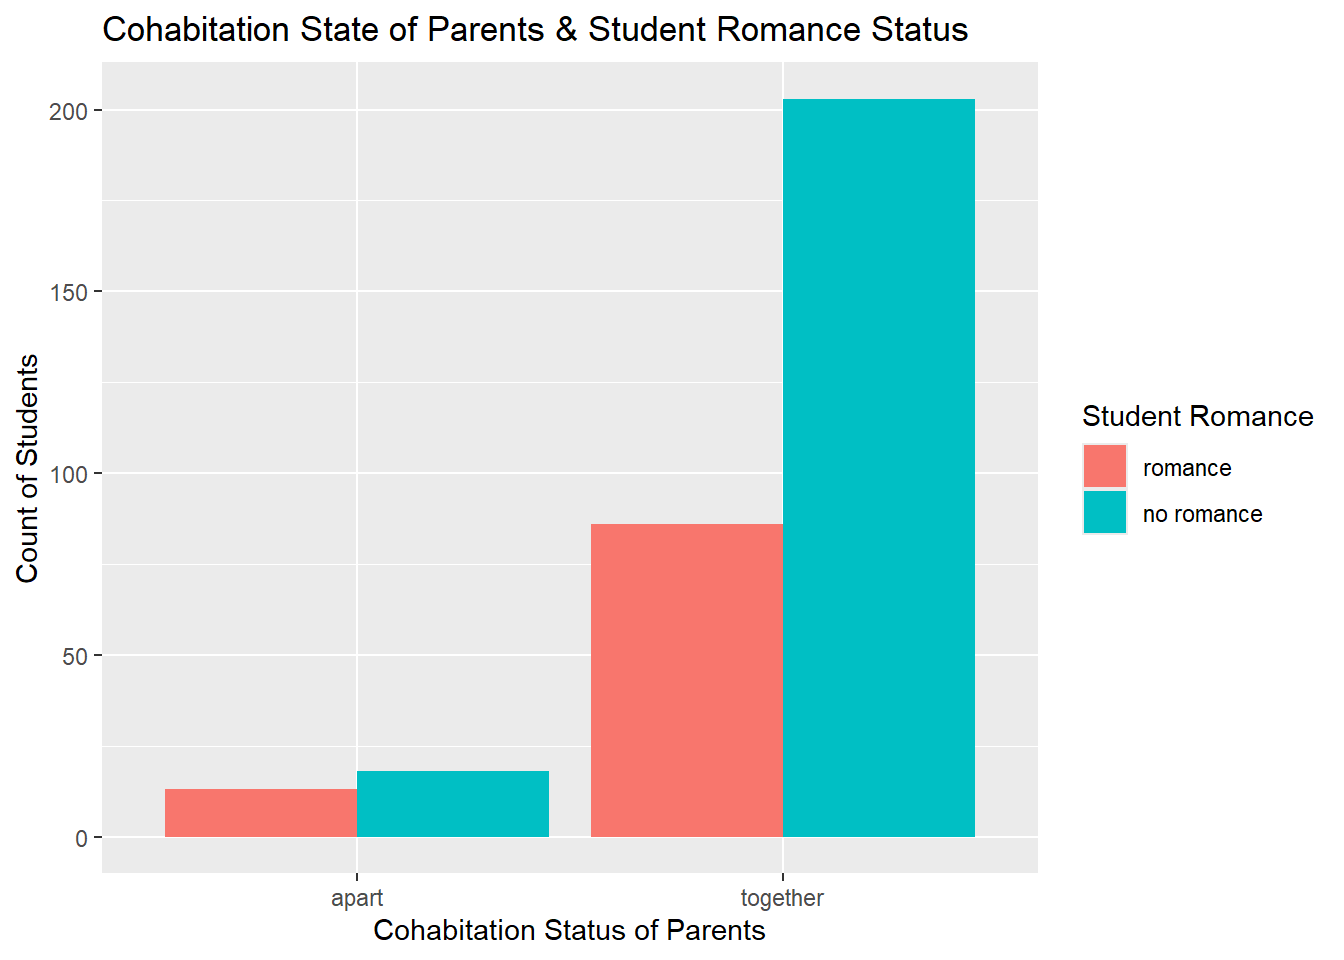 Cohabitation State of Parents & Student Romance Status
200
150
100
50
0
Count of Students
apart
together
Cohabitation Status of Parents
Student Romance
romance
no romance